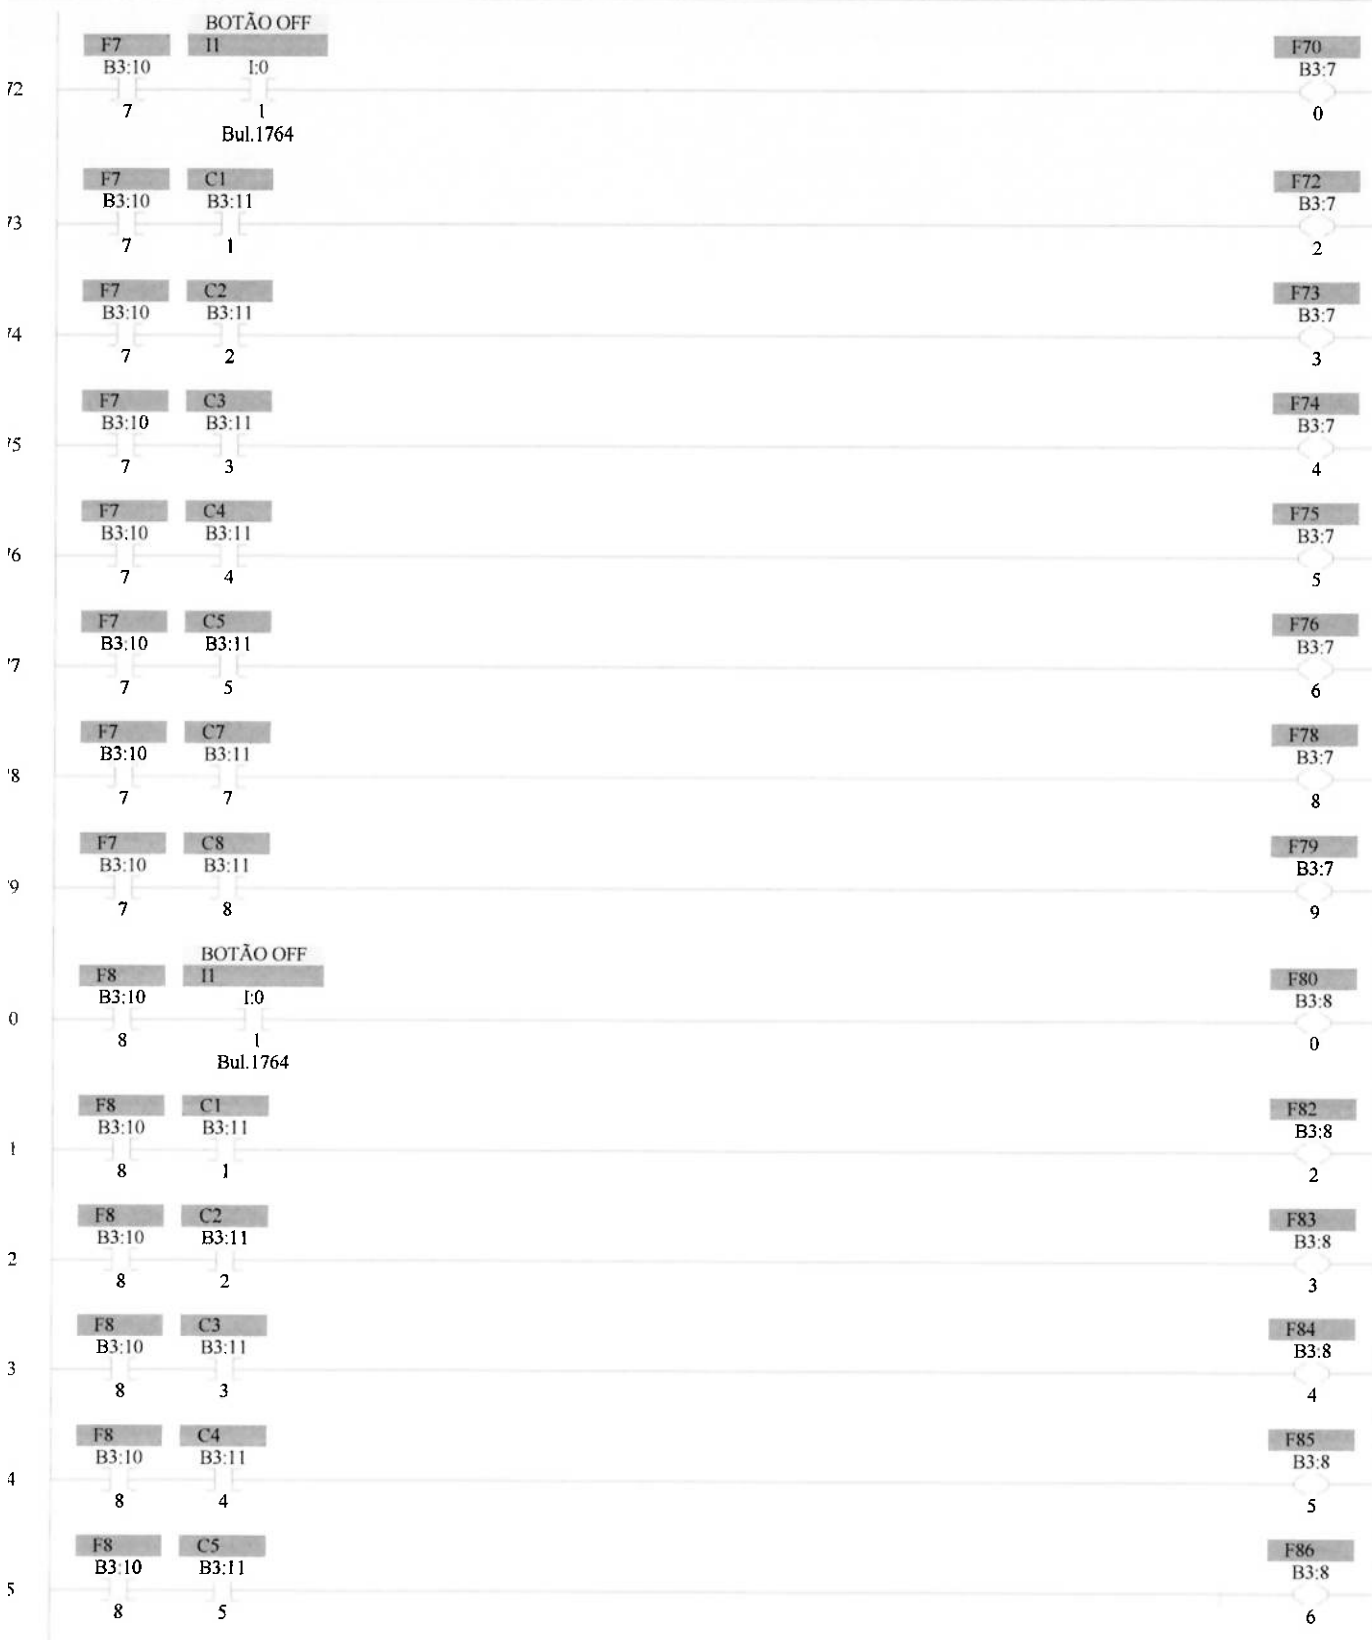 BOTÃO OFF
F7 I1 F70
B3:10 I:0 B3:7
72
7 1 0
Bul.1764
F7 C1 F72
B3:10 B3:11 B3:7
73
7 1 2
F7 C2 F73
B3:10 B3:11 B3:7
74
7 2 3
F7 C3 F74
B3:10 B3:11 B3:7
75
7 3 4
F7 C4 F75
B3:10 B3:11 B3:7
76
7 4 5
F7 C5 F76
B3:10 B3:11 B3:7
77
7 5 6
F7 C7 F78
B3:10 B3:11 B3:7
78
7 7 8
F7 C8 F79
B3:10 B3:11 B3:7
79
7 8 9
BOTÃO OFF
F8 I1 F80
B3:10 I:0 B3:8
0
8 1 0
Bul.1764
F8 C1 F82
B3:10 B3:11 B3:8
1
8 1 2
F8 C2 F83
B3:10 B3:11 B3:8
2
8 2 3
F8 C3 F84
B3:10 B3:11 B3:8
3
8 3 4
F8 C4 F85
B3:10 B3:11 B3:8
4
8 4 5
F8 C5 F86
B3:10 B3:11 B3:8
5
8 5 6